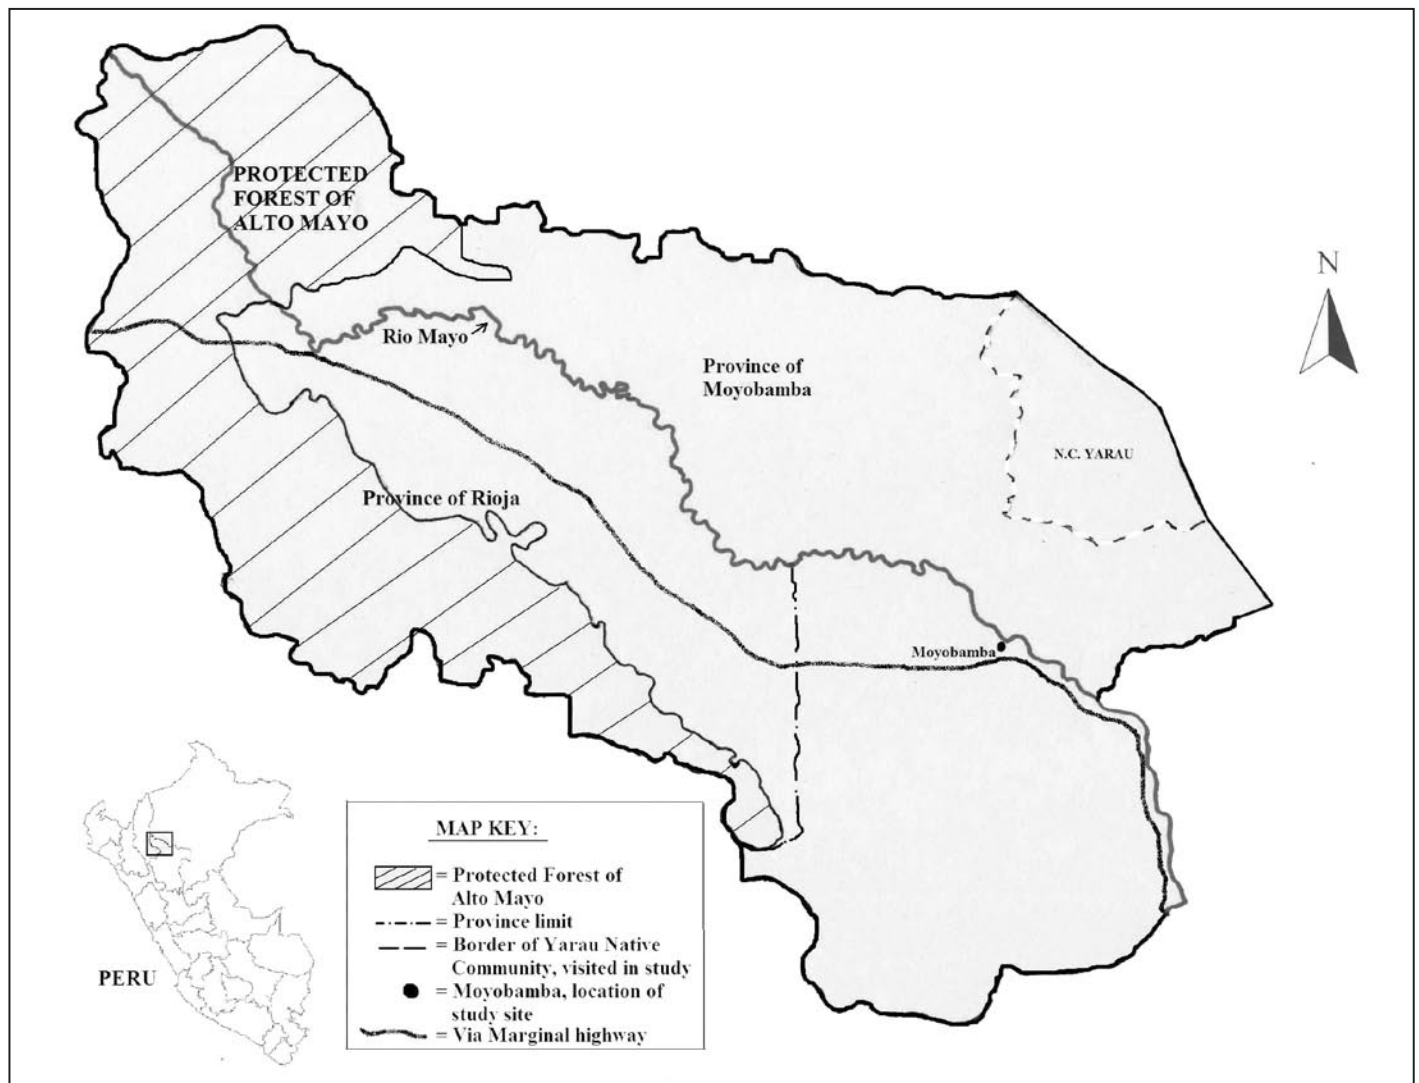 PROTECTED
FOREST OF
ALTO MAYO
N
Rio Mayo
Province of
Moyobamba
N.C. YARAU
Province of Rioja
Moyobamba
PERU
MAP KEY:
= Protected Forest of
Alto Mayo
= Province limit
= Border of Yarau Native
Community, visited in study
= Moyobamba, location of
study site
= Via Marginal highway